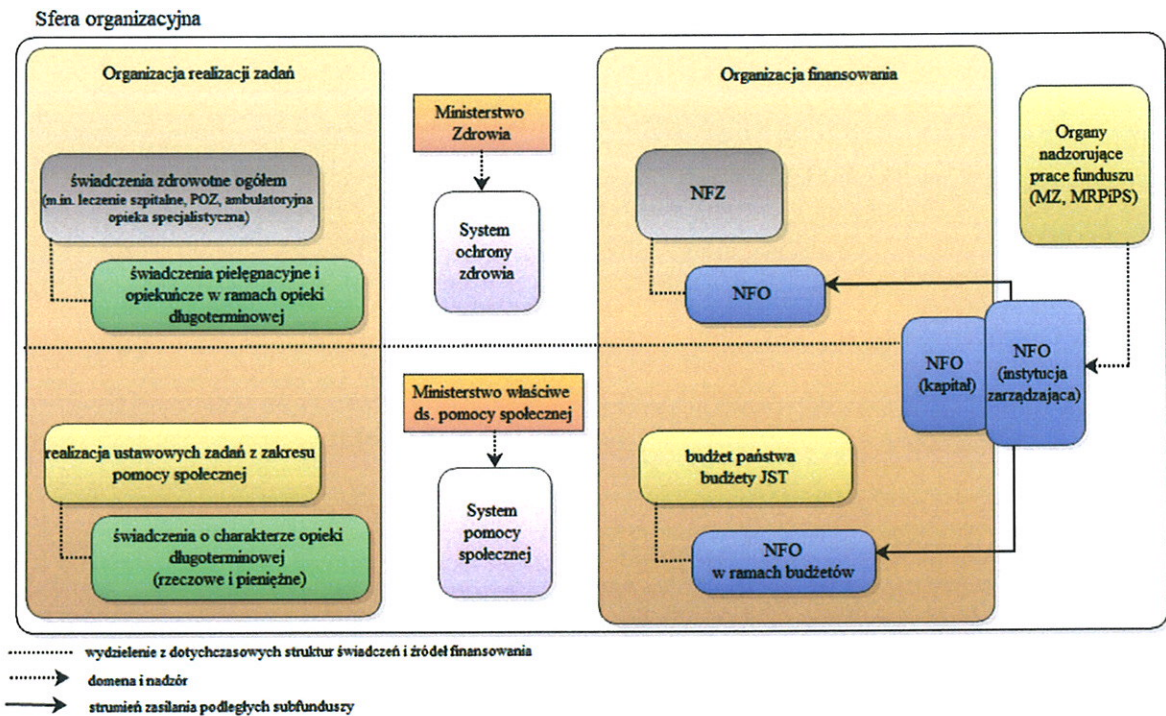 Sfera organizacyjna
Organizacja realizacji zadań
świadczenia zdrowotne ogółem
(m.in. leczenie szpitalne, POZ, ambulatoryjna
opieka specjalistyczna)
świadczenia pielęgnacyjne i
opiekuńcze w ramach opieki
długoterminowej
realizacja ustawowych zadań z zakresu
pomocy społecznej
świadczenia o charakterze opieki
długoterminowej
(rzeczowe i pieniężne)
Ministerstwo
Zdrowia
System
ochrony
zdrowia
Ministerstwo właściwe
ds. pomocy społecznej
System
pomocy
społecznej
Organizacja finansowania
NFZ
NFO
NFO
(kapitał)
NFO
(instytucja
zarządzająca)
budżet państwa
budżety JST
NFO
w ramach budżetów
Organy
nadzorujące
prace funduszu
(MZ, MRPiPS)
wydzielenie z dotychczasowych struktur świadczeń i źródeł finansowania
domena i nadzór
strumień zasilania podległych subfunduszy